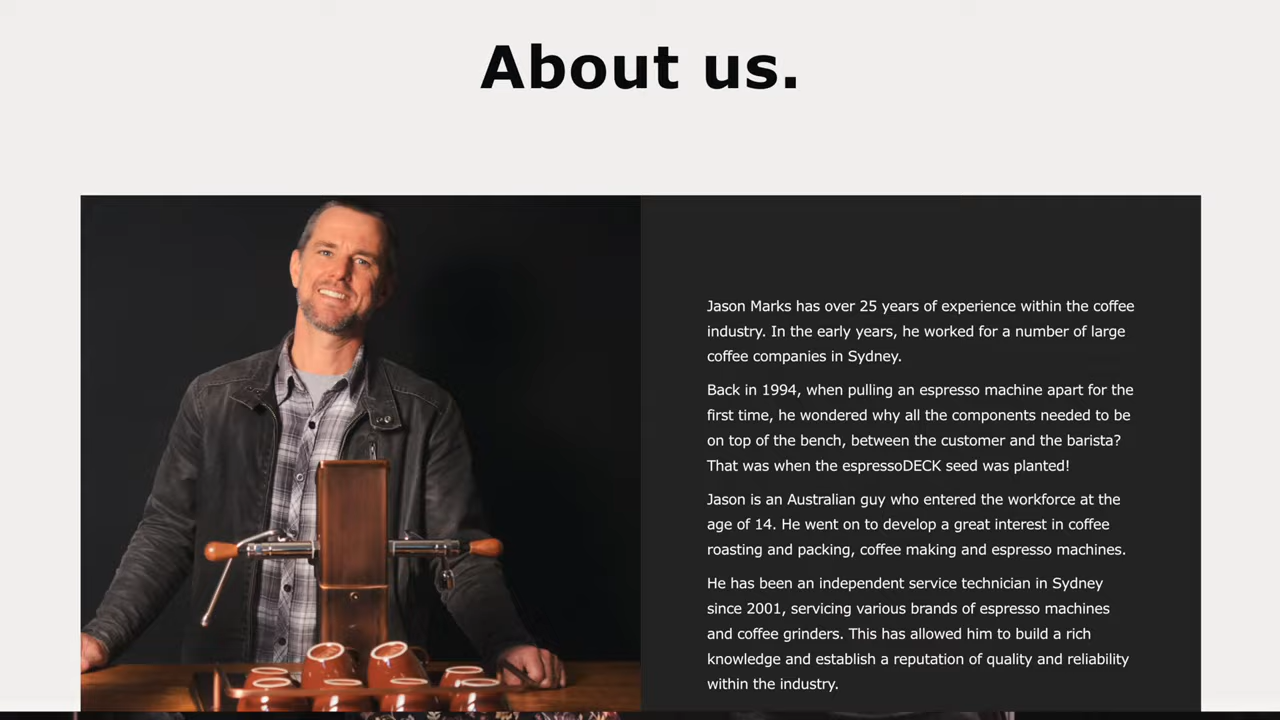 About us.
Jason Marks has over 25 years of experience within the coffee
industry. In the early years, he worked for a number of large
coffee companies in Sydney.
Back in 1994, when pulling an espresso machine apart for the
first time, he wondered why all the components needed to be
on top of the bench, between the customer and the barista?
That was when the espressoDECK seed was planted!
Jason is an Australian guy who entered the workforce at the
age of 14. He went on to develop a great interest in coffee
roasting and packing, coffee making and espresso machines.
He has been an independent service technician in Sydney
since 2001, servicing various brands of espresso machines
and coffee grinders. This has allowed him to build a rich
knowledge and establish a reputation of quality and reliability
within the industry.